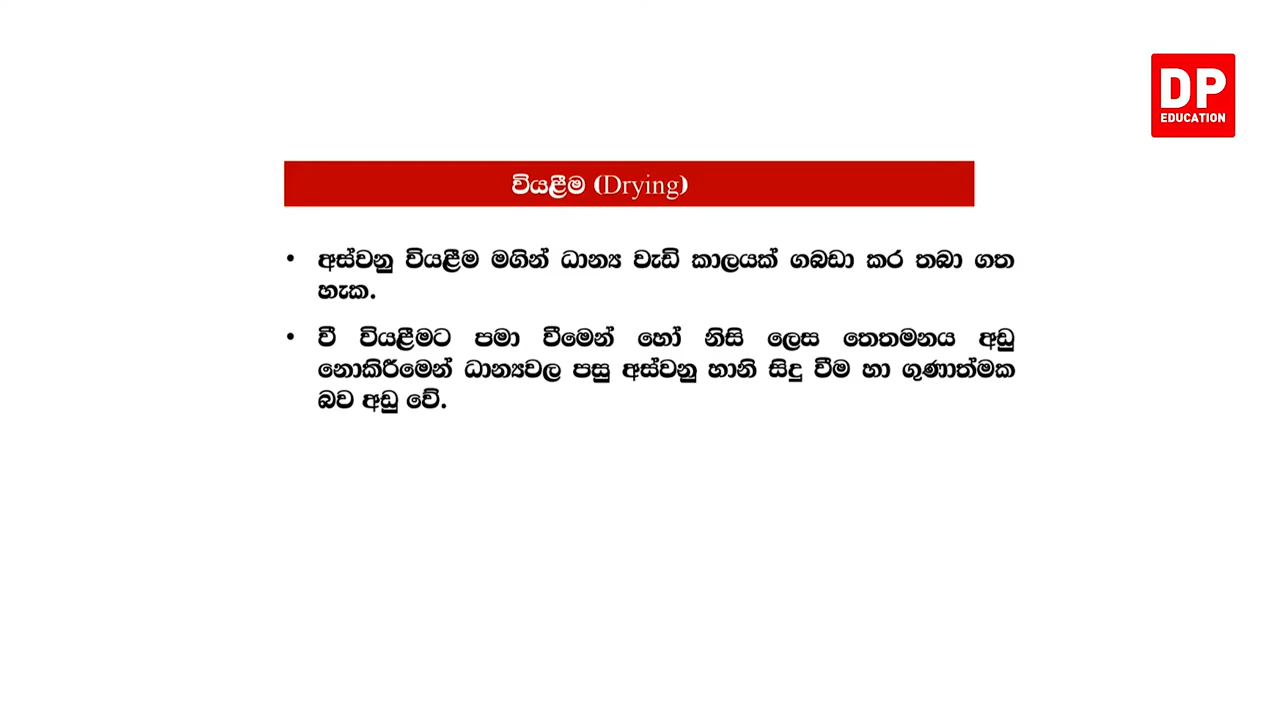 DP
EDUCATION
වියළීම (Drying)
• අස්වනු වියළීම මගින් ධාන්‍ය වැඩි කාලයක් ගබඩා කර තබා ගත
හැක.
• වී වියළීමට පමා වීමෙන් හෝ නිසි ලෙස තෙතමනය අඩු
නොකිරීමෙන් ධාන්‍යවල පසු අස්වනු හානි සිදු වීම හා ගුණාත්මක
බව අඩු වේ.